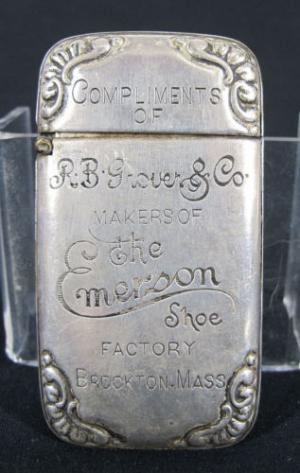 COMPLIMENTS
OF
R.B. Grover & Co.
MAKERS OF
The
Emerson
Shoe
FACTORY
BROCKTON. MASS.